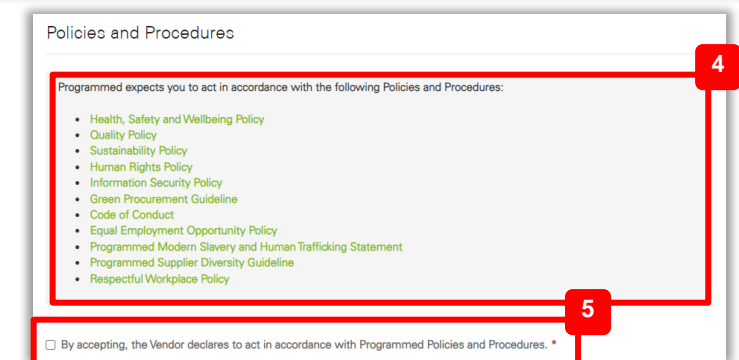 Policies and Procedures
4
Programmed expects you to act in accordance with the following Policies and Procedures:
• Health, Safety and Wellbeing Policy
• Quality Policy
• Sustainability Policy
• Human Rights Policy
• Information Security Policy
• Green Procurement Guideline
• Code of Conduct
• Equal Employment Opportunity Policy
• Programmed Modern Slavery and Human Trafficking Statement
• Programmed Supplier Diversity Guideline
• Respectful Workplace Policy
5
By accepting, the Vendor declares to act in accordance with Programmed Policies and Procedures. *